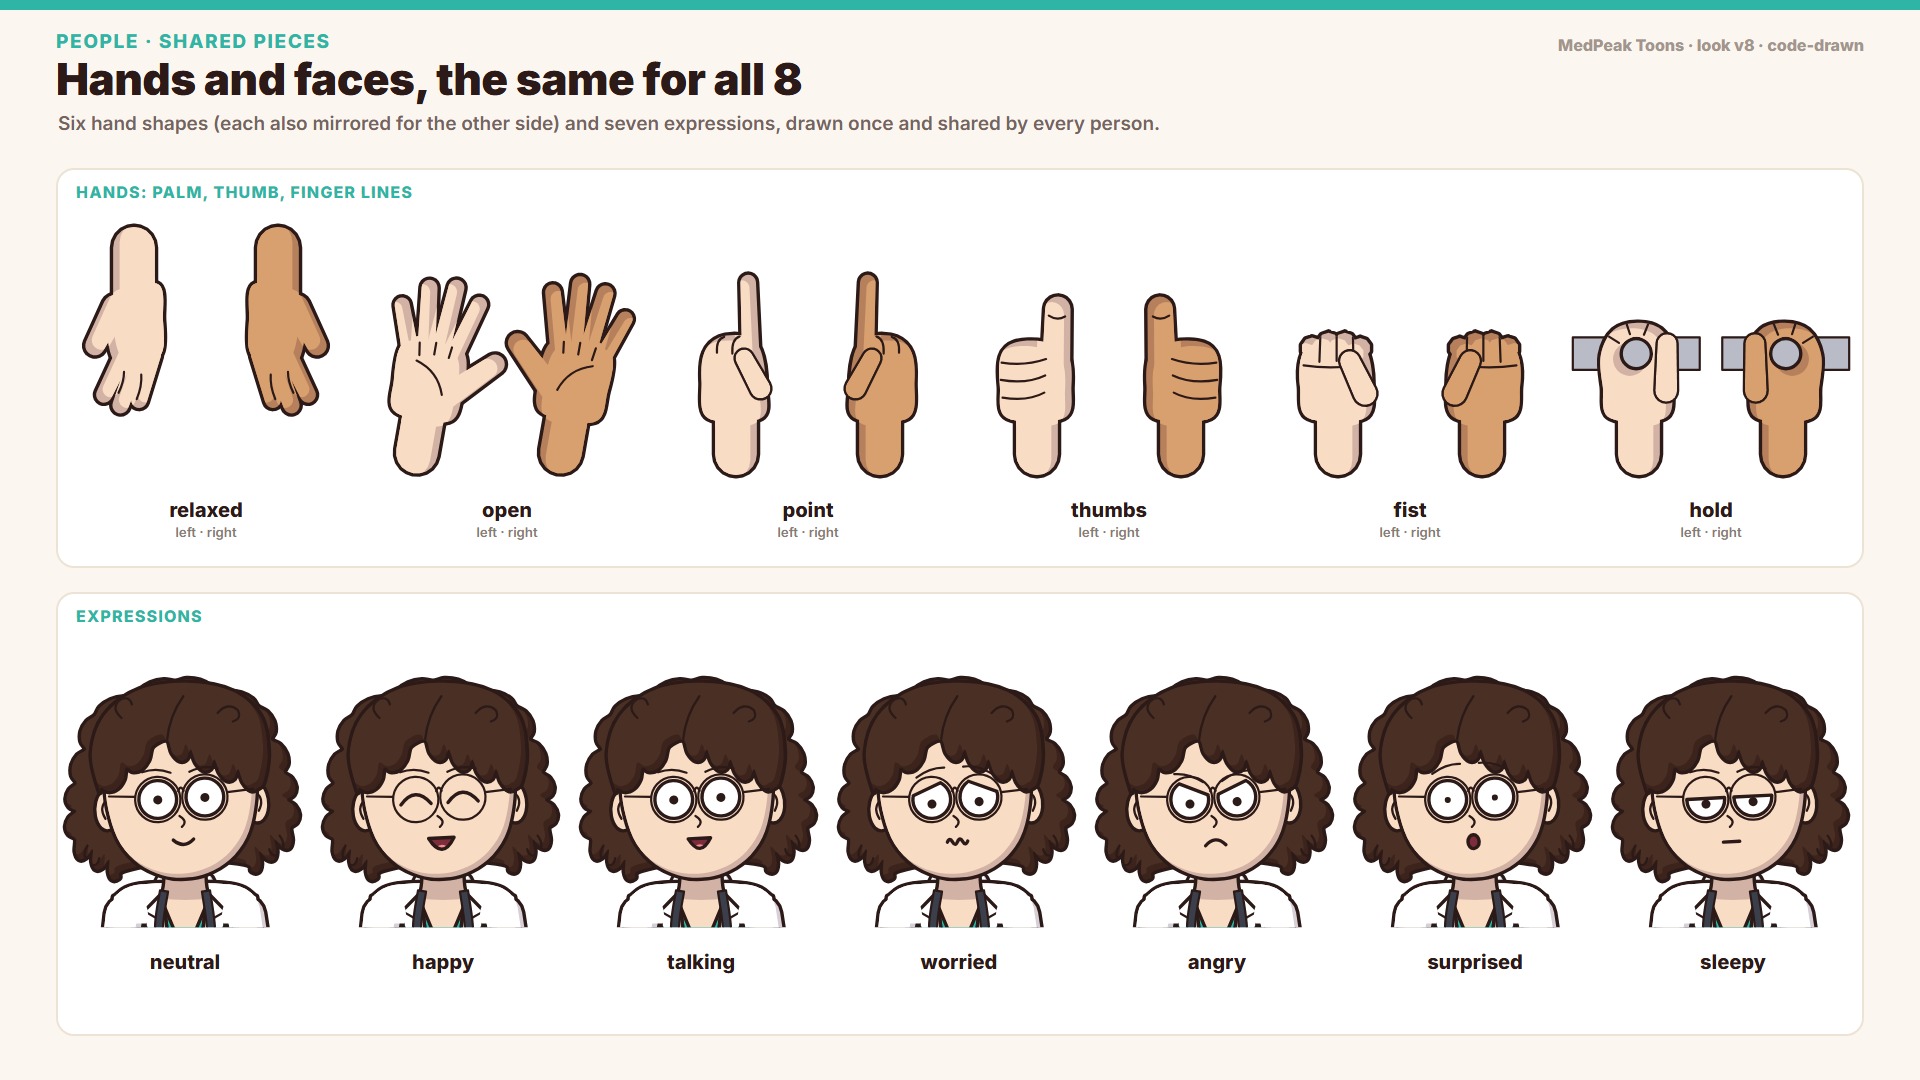 PEOPLE · SHARED PIECES
MedPeak Toons · look v8 · code-drawn
Hands and faces, the same for all 8
Six hand shapes (each also mirrored for the other side) and seven expressions, drawn once and shared by every person.
HANDS: PALM, THUMB, FINGER LINES
relaxed
left · right
open
left · right
point
left · right
thumbs
left · right
fist
left · right
hold
left · right
EXPRESSIONS
neutral
happy
talking
worried
angry
surprised
sleepy